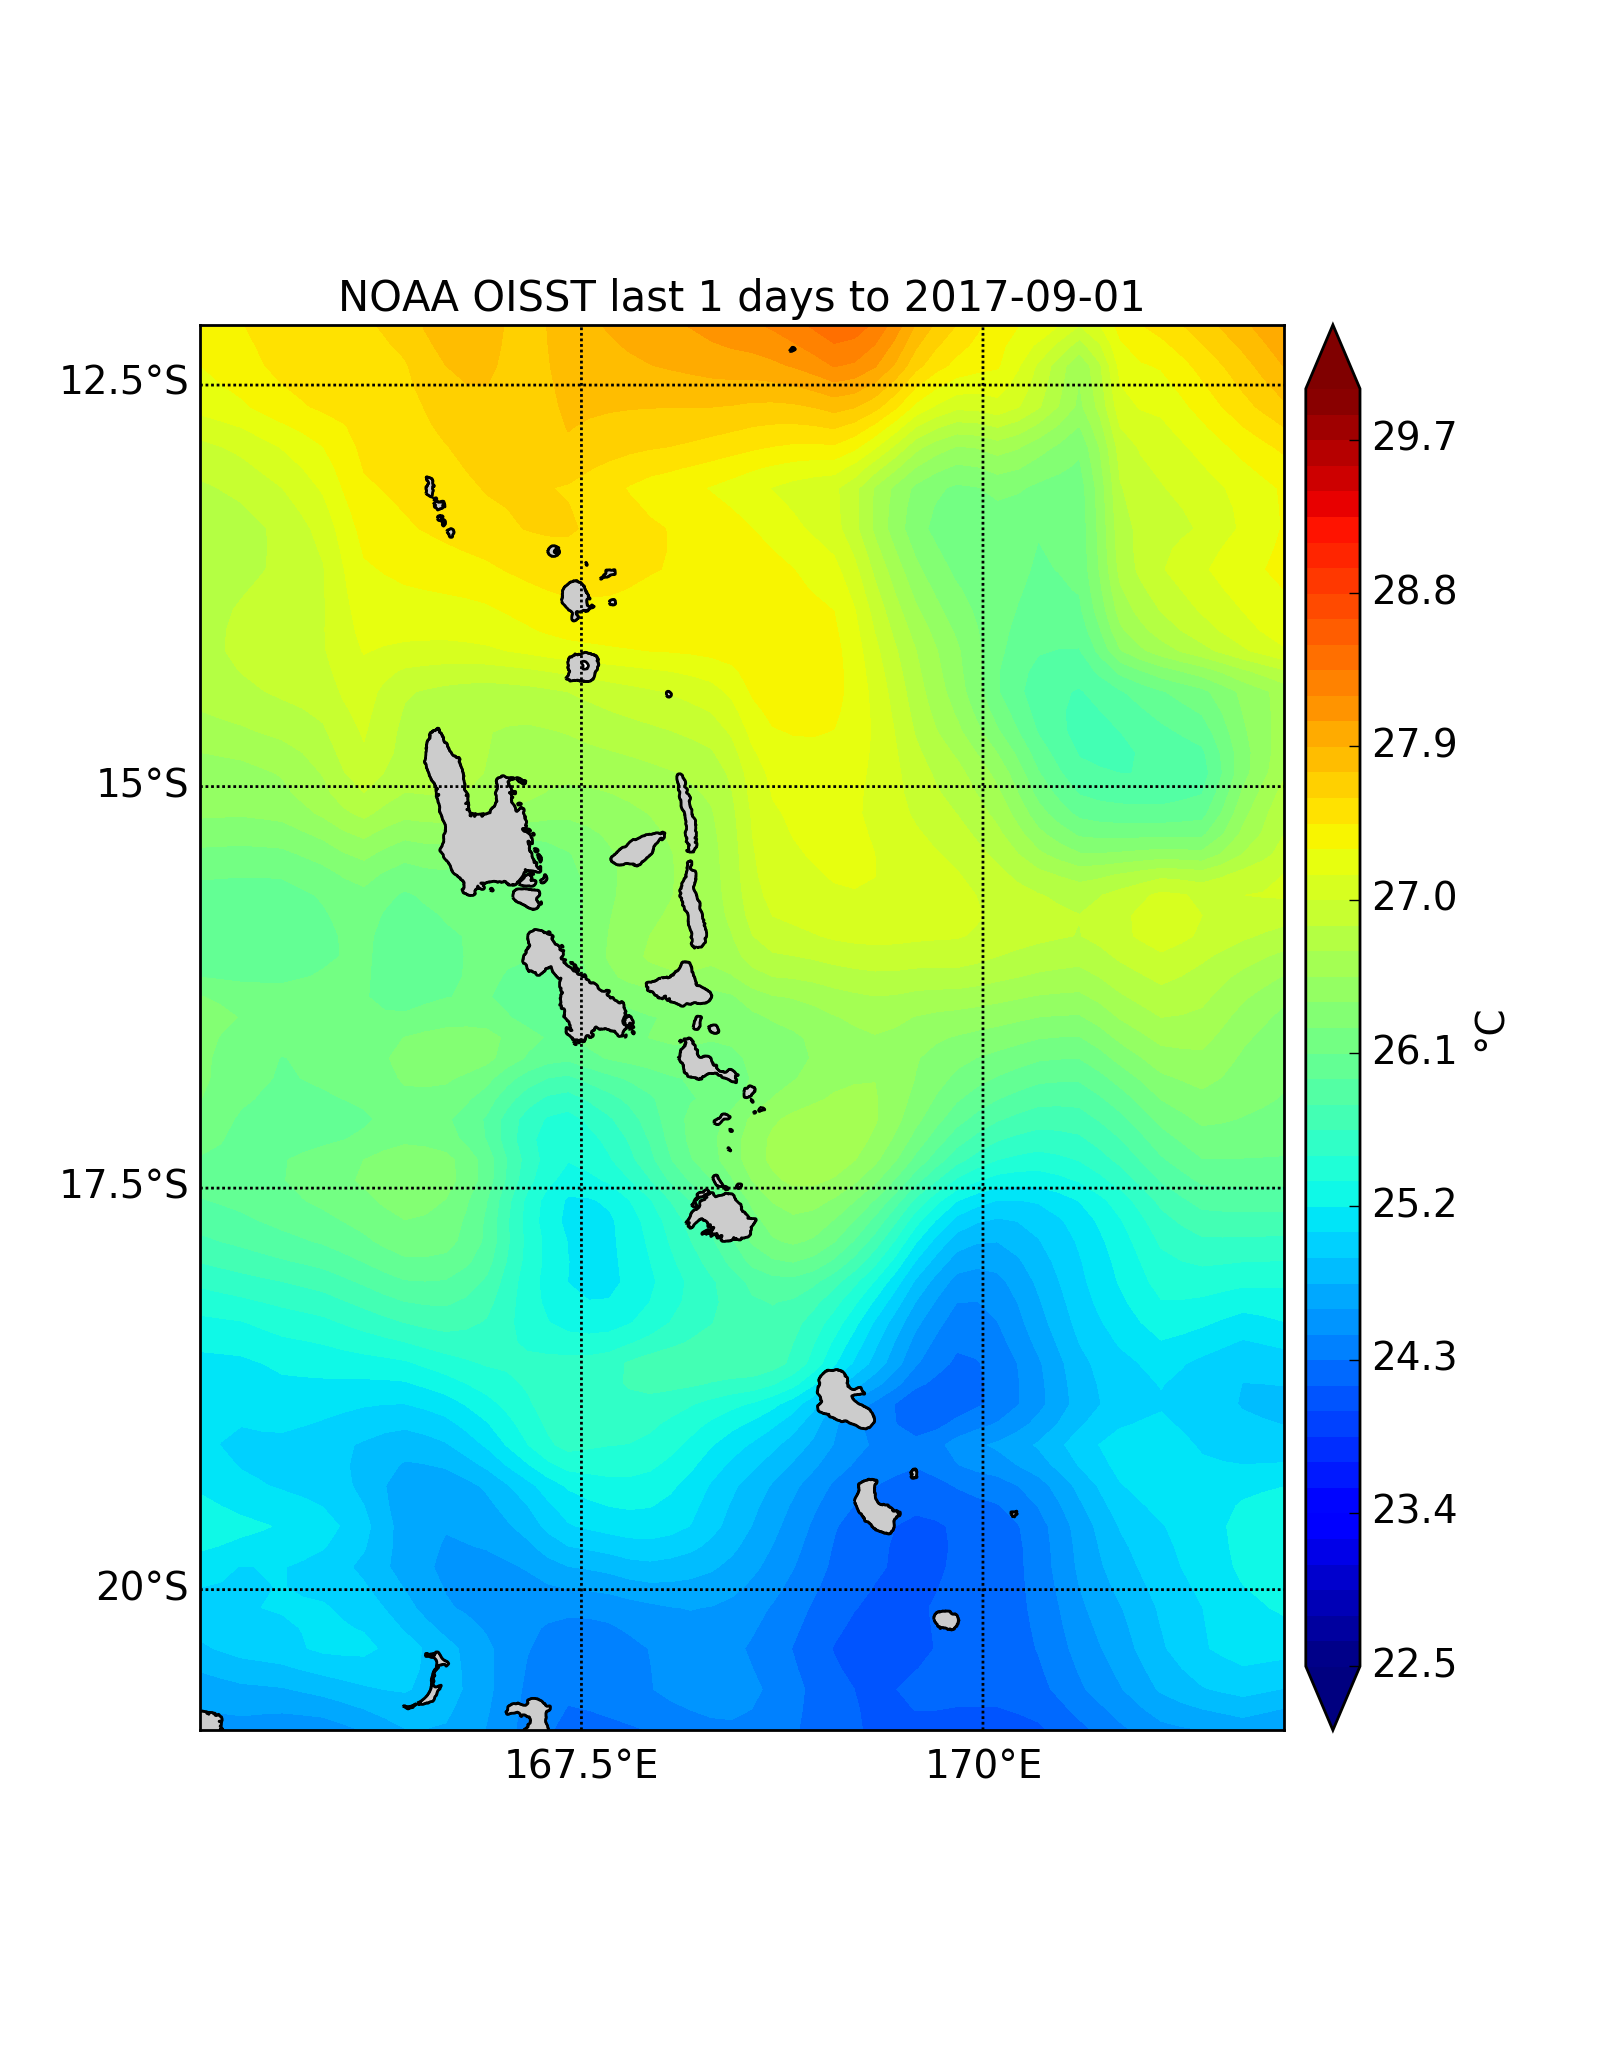 NOAA OISST last 1 days to 2017-09-01
12.5°S
15°S
17.5°S
20°S
167.5°E
170°E
29.7
28.8
27.9
27.0
26.1
25.2
24.3
23.4
22.5
°C